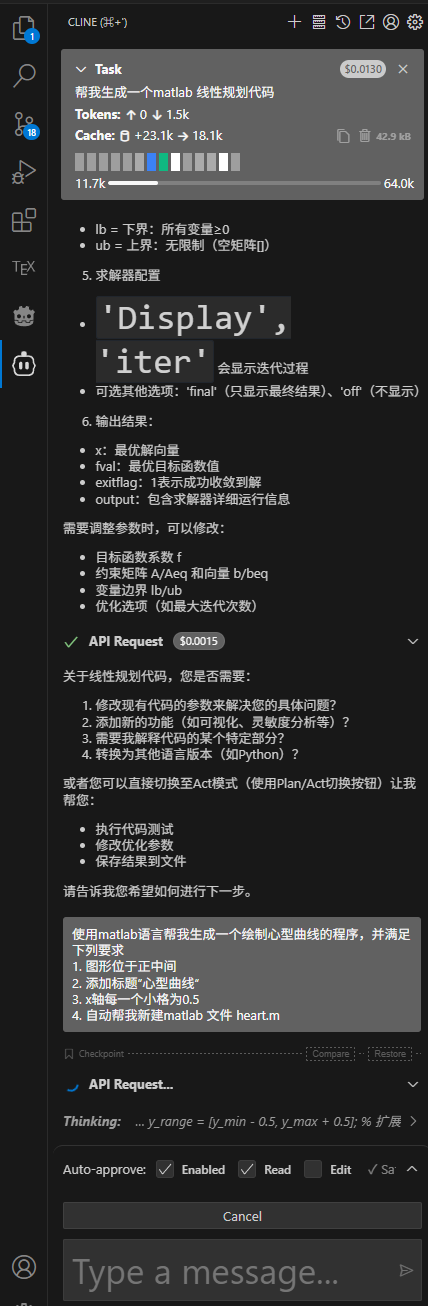 CLINE (⌘+')
1
Task
$0.0130
帮我生成一个matlab 线性规划代码
Tokens: ↑ 0 ↓ 1.5k
Cache: +23.1k → 18.1k
42.9 kB
11.7k
64.0k
18
TEX
• lb = 下界：所有变量≥0
• ub = 上界：无限制（空矩阵[]）
5. 求解器配置
• 'Display',
'iter' 会显示迭代过程
• 可选其他选项：'final'（只显示最终结果）、'off'（不显示）
6. 输出结果：
• x：最优解向量
• fval：最优目标函数值
• exitflag：1表示成功收敛到解
• output：包含求解器详细运行信息
需要调整参数时，可以修改：
• 目标函数系数 f
• 约束矩阵 A/Aeq 和向量 b/beq
• 变量边界 lb/ub
• 优化选项（如最大迭代次数）
API Request $0.0015
关于线性规划代码，您是否需要：
1. 修改现有代码的参数来解决您的具体问题？
2. 添加新的功能（如可视化、灵敏度分析等）？
3. 需要我解释代码的某个特定部分？
4. 转换为其他语言版本（如Python）？
或者您可以直接切换至Act模式（使用Plan/Act切换按钮）让我
帮您：
• 执行代码测试
• 修改优化参数
• 保存结果到文件
请告诉我您希望如何进行下一步。
使用matlab语言帮我生成一个绘制心型曲线的程序，并满足
下列要求
1. 图形位于正中间
2. 添加标题“心型曲线”
3. x轴每一个小格为0.5
4. 自动帮我新建matlab 文件 heart.m
Checkpoint Compare Restore
API Request...
Thinking: ... y_range = [y_min - 0.5, y_max + 0.5]; % 扩展
Auto-approve: Enabled Read Edit ✓ Sa
Cancel
Type a message...